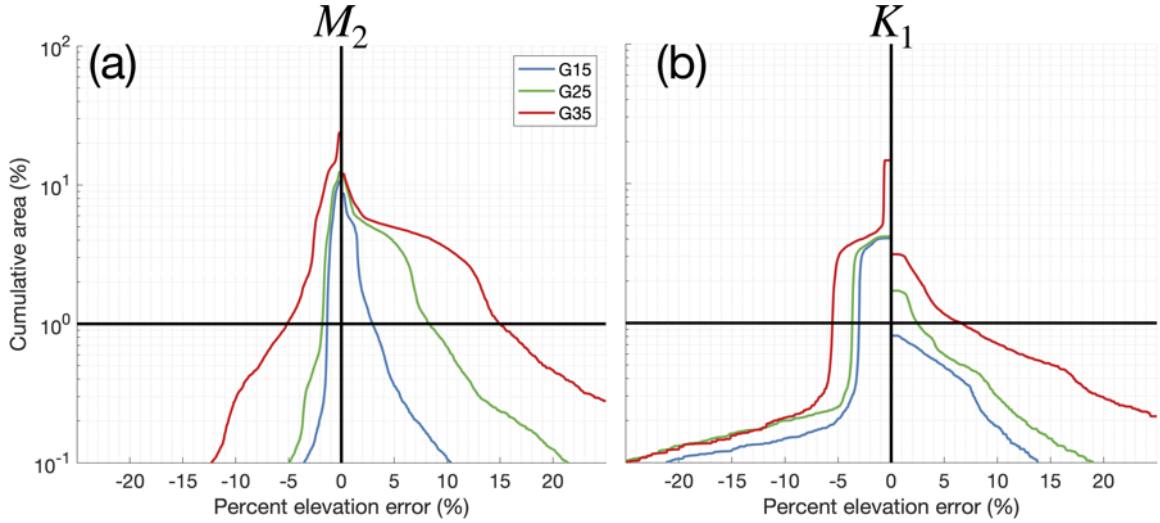 M₂
K₁
(a)
(b)
G15
G25
G35
10²
10¹
10⁰
10⁻¹
Cumulative area (%)
-20 -15 -10 -5 0 5 10 15 20
-20 -15 -10 -5 0 5 10 15 20
Percent elevation error (%)
Percent elevation error (%)